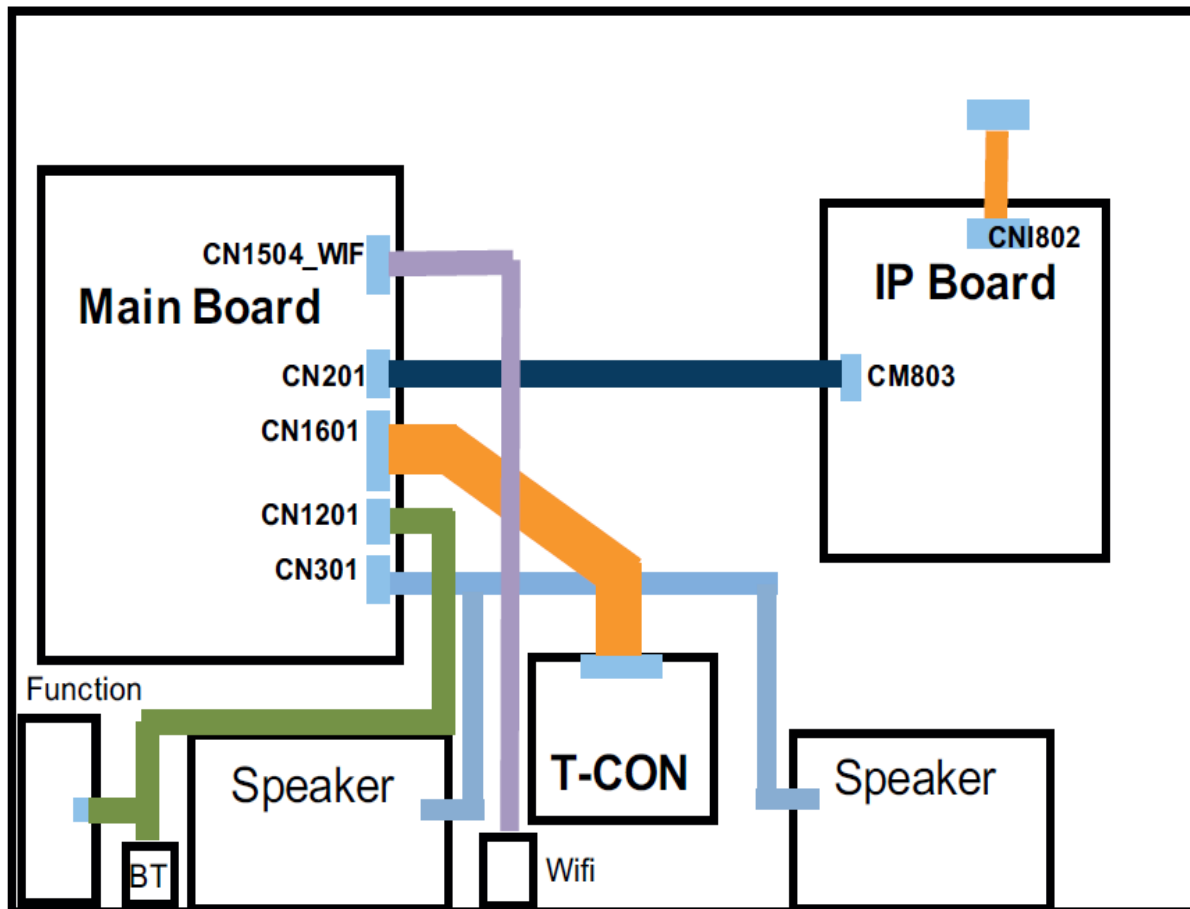 CN1504_WIF
Main Board
CN201
CN1601
CN1201
CN301
CNI802
IP Board
CM803
Function
Speaker
T-CON
Speaker
BT
Wifi